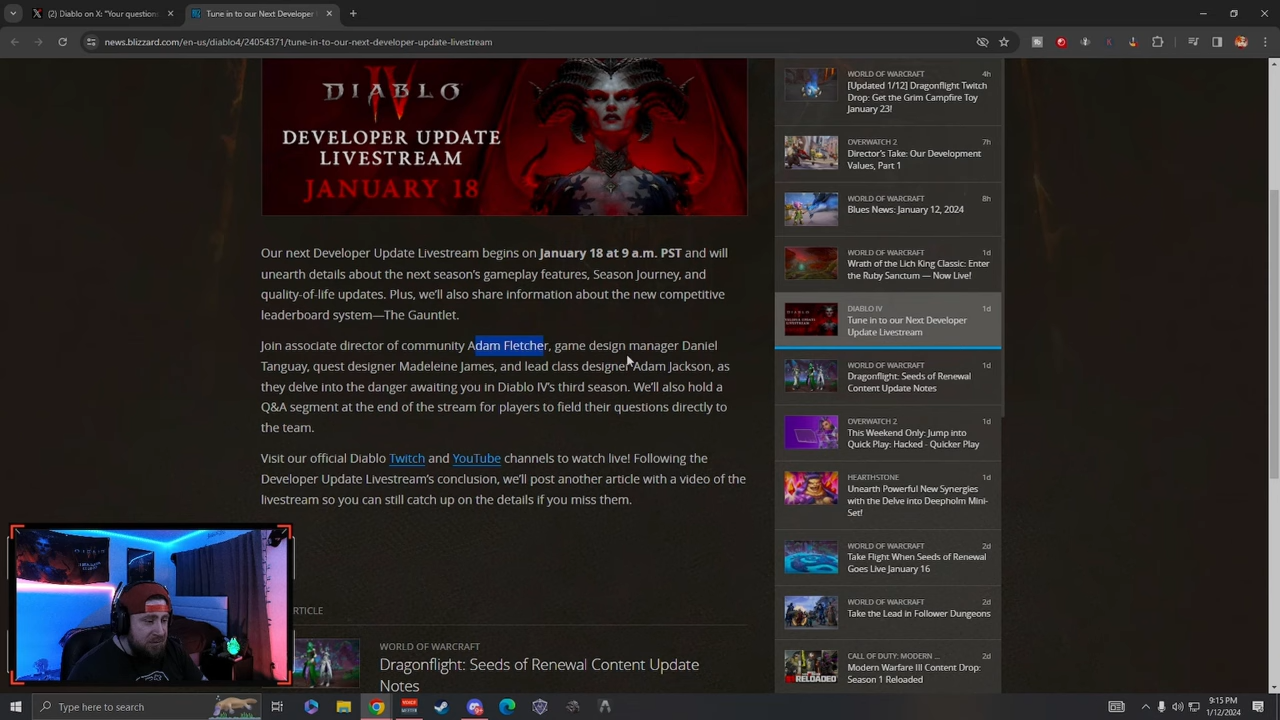 (2) Adam on X: "Your question
Tune in to our next Developer
news.blizzard.com/en-us/diablo4/24054371/tune-in-to-our-next-developer-update-livestream
DIABLO
IV
DEVELOPER UPDATE
LIVESTREAM
JANUARY 18
Our next Developer Update Livestream begins on January 18 at 9 a.m. PST and will
unearth details about the next season's gameplay features, Season Journey, and
quality-of-life updates. Plus, we'll also share information about the new competitive
leaderboard system—The Gauntlet.
Join associate director of community Adam Fletcher, game design manager Daniel
Tanguay, quest designer Madeleine James, and lead class designer Adam Jackson, as
they delve into the danger awaiting you in Diablo IV's third season. We'll also hold a
Q&A segment at the end of the stream for players to field their questions directly to
the team.
Visit our official Diablo Twitch and YouTube channels to watch live! Following the
Developer Update Livestream's conclusion, we'll post another article with a video of the
livestream so you can still catch up on the details if you miss them.
ARTICLE
WORLD OF WARCRAFT
Dragonflight: Seeds of Renewal Content Update
Notes
WORLD OF WARCRAFT 4h
[Updated 1/12] Dragonflight Twitch
Drop: Get the Grim Campfire Toy
January 23!
OVERWATCH 2 7h
Director's Take: Our Development
Values, Part 1
WORLD OF WARCRAFT 8h
Blues News: January 12, 2024
WORLD OF WARCRAFT 1d
Wrath of the Lich King Classic: Enter
the Ruby Sanctum — Now Live!
DIABLO IV 1d
Tune in to our Next Developer
Update Livestream
WORLD OF WARCRAFT 1d
Dragonflight: Seeds of Renewal
Content Update Notes
OVERWATCH 2 1d
This Weekend Only: Jump into
Quick Play: Hacked - Quicker Play
HEARTHSTONE 1d
Unearth Powerful New Synergies
with the Delve into Deepholm Mini-
Set!
WORLD OF WARCRAFT 2d
Take Flight When Seeds of Renewal
Goes Live January 16
WORLD OF WARCRAFT 2d
Take the Lead in Follower Dungeons
CALL OF DUTY: MODERN ... 2d
Modern Warfare III Content Drop:
Season 1 Reloaded
Type here to search
9:15 PM
1/12/2024